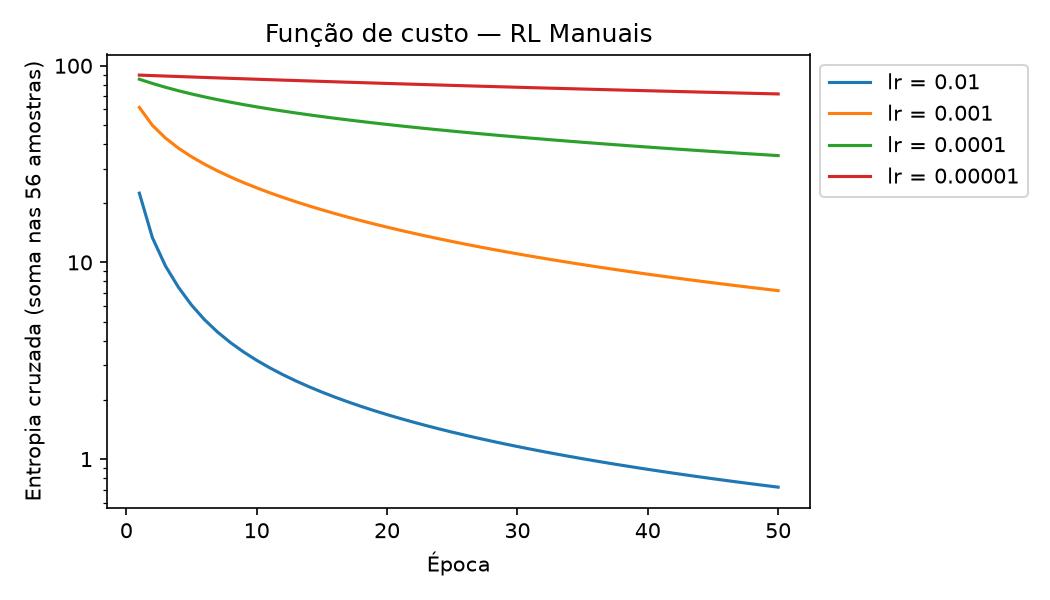 Função de custo — RL Manuais
Entropia cruzada (soma nas 56 amostras)
100
10
1
0
10
20
30
40
50
Época
lr = 0.01
lr = 0.001
lr = 0.0001
lr = 0.00001